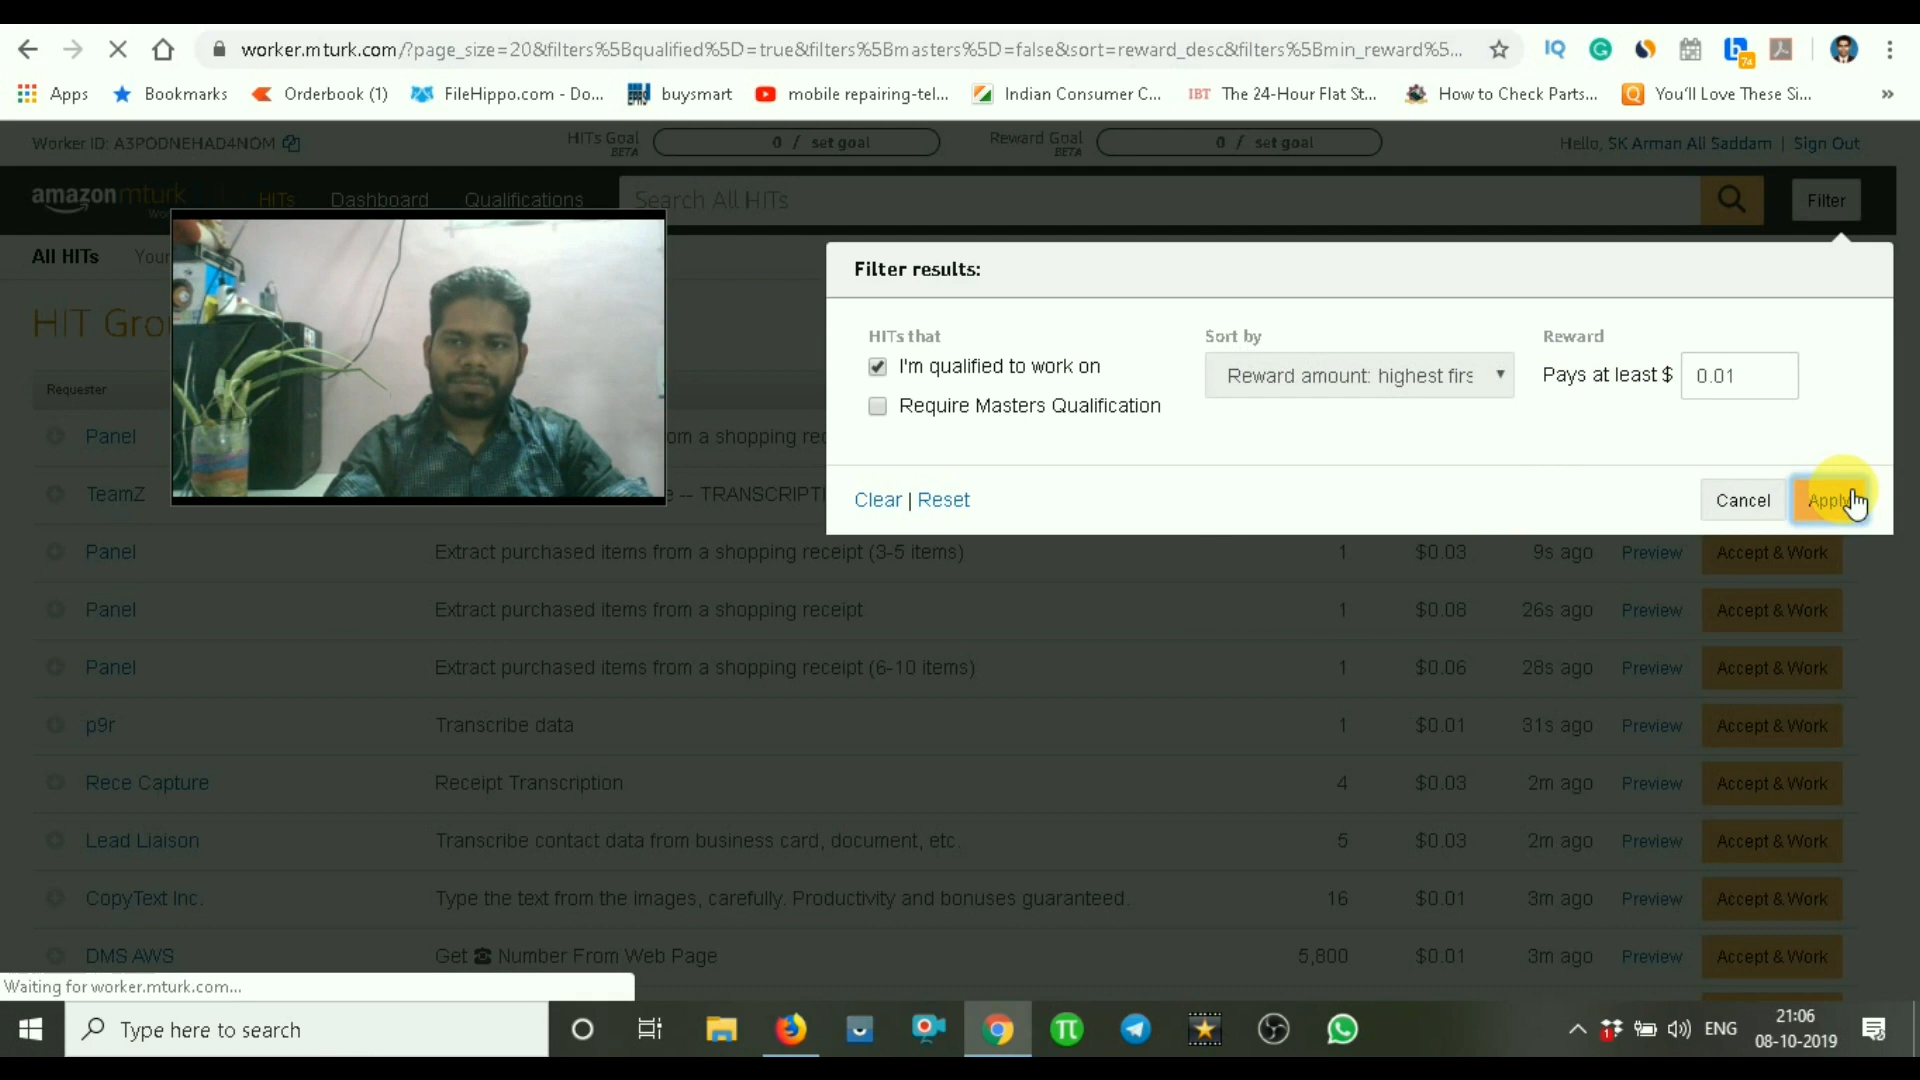 worker.mturk.com/?page_size=20&filters%5Bqualified%5D=true&filters%5Bmasters%5D=false&sort=reward_desc&filters%5Bmin_reward%5...
IQ
74
Apps
Bookmarks
Orderbook (1)
FileHippo.com - Do...
buysmart
mobile repairing-tel...
Indian Consumer C...
IBT The 24-Hour Flat St...
How to Check Parts...
You'll Love These Si...
»
Worker ID: A3PODNEHAD4NOM
HITs Goal
BETA
0 / set goal
Reward Goal
BETA
0 / set goal
Hello, SK Arman Ali Saddam | Sign Out
amazonmturk
Wo
HITs
Dashboard
Qualifications
Search All HITs
Filter
All HITs
Your
HIT Gro
Filter results:
HITs that
Sort by
Reward
I'm qualified to work on
Reward amount: highest firs
Pays at least $
0.01
Require Masters Qualification
Clear | Reset
Cancel
Apply
Requester
Panel
om a shopping rec
TeamZ
-- TRANSCRIPTI
Panel Extract purchased items from a shopping receipt (3-5 items) 1 $0.03 9s ago Preview Accept & Work
Panel Extract purchased items from a shopping receipt 1 $0.08 26s ago Preview Accept & Work
Panel Extract purchased items from a shopping receipt (6-10 items) 1 $0.06 28s ago Preview Accept & Work
p9r Transcribe data 1 $0.01 31s ago Preview Accept & Work
Rece Capture Receipt Transcription 4 $0.03 2m ago Preview Accept & Work
Lead Liaison Transcribe contact data from business card, document, etc. 5 $0.03 2m ago Preview Accept & Work
CopyText Inc. Type the text from the images, carefully. Productivity and bonuses guaranteed. 16 $0.01 3m ago Preview Accept & Work
DMS AWS Get ☎ Number From Web Page 5,800 $0.01 3m ago Preview Accept & Work
Waiting for worker.mturk.com...
Type here to search
ENG
21:06
08-10-2019